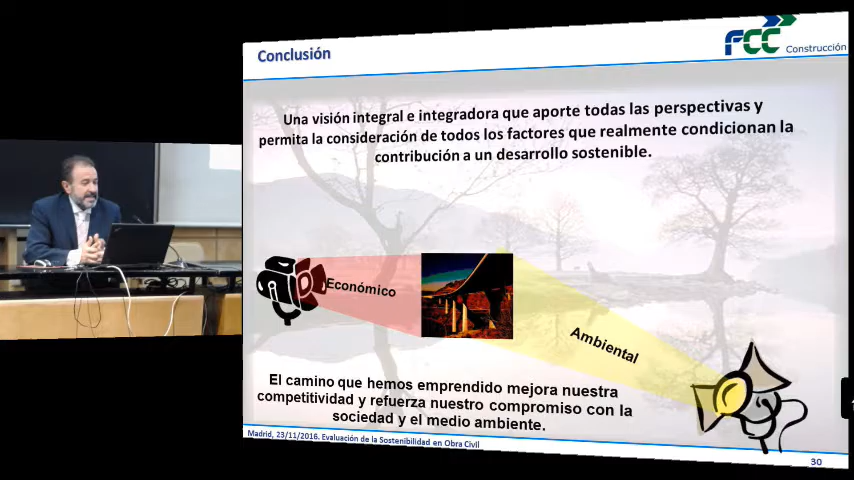 Conclusión
FCC Construcción
Una visión integral e integradora que aporte todas las perspectivas y
permita la consideración de todos los factores que realmente condicionan la
contribución a un desarrollo sostenible.
Económico
Ambiental
El camino que hemos emprendido mejora nuestra
competitividad y refuerza nuestro compromiso con la
sociedad y el medio ambiente.
Madrid, 23/11/2016. Evaluación de la Sostenibilidad en Obra Civil
30